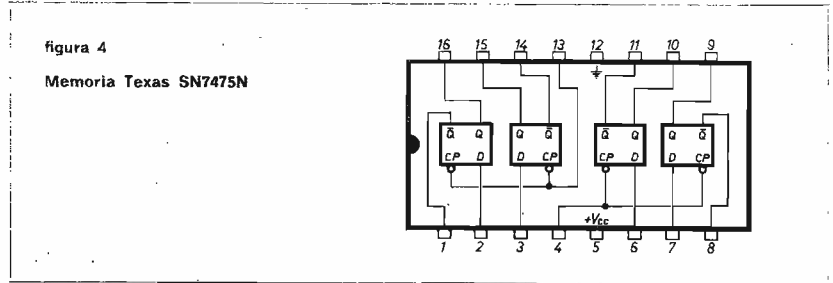 figura 4
Memoria Texas SN7475N
16 15 14 13 12 11 10 9
Q̅ Q Q Q̅ Q̅ Q Q Q̅
CP D D CP CP D D CP
+Vcc
1 2 3 4 5 6 7 8